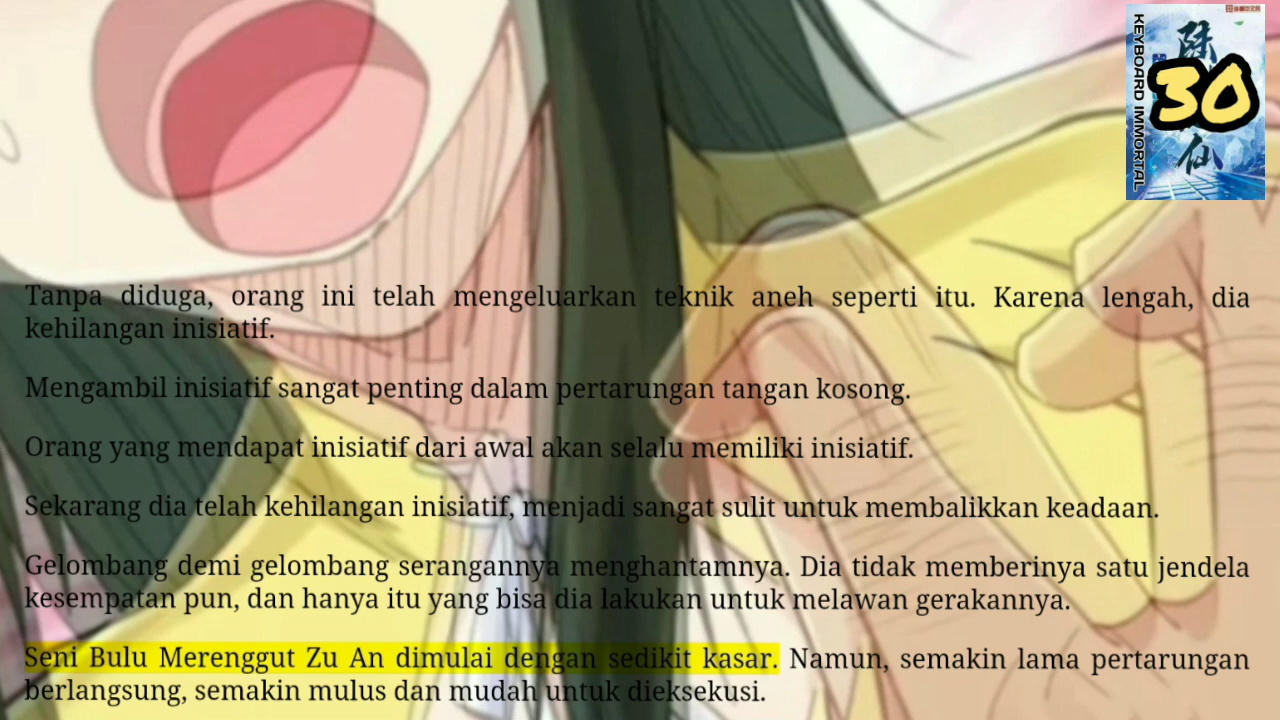 KEYBOARD IMMORTAL
30
仙
Tanpa diduga, orang ini telah mengeluarkan teknik aneh seperti itu. Karena lengah, dia
kehilangan inisiatif.
Mengambil inisiatif sangat penting dalam pertarungan tangan kosong.
Orang yang mendapat inisiatif dari awal akan selalu memiliki inisiatif.
Sekarang dia telah kehilangan inisiatif, menjadi sangat sulit untuk membalikkan keadaan.
Gelombang demi gelombang serangannya menghantamnya. Dia tidak memberinya satu jendela
kesempatan pun, dan hanya itu yang bisa dia lakukan untuk melawan gerakannya.
Seni Bulu Merenggut Zu An dimulai dengan sedikit kasar. Namun, semakin lama pertarungan
berlangsung, semakin mulus dan mudah untuk dieksekusi.